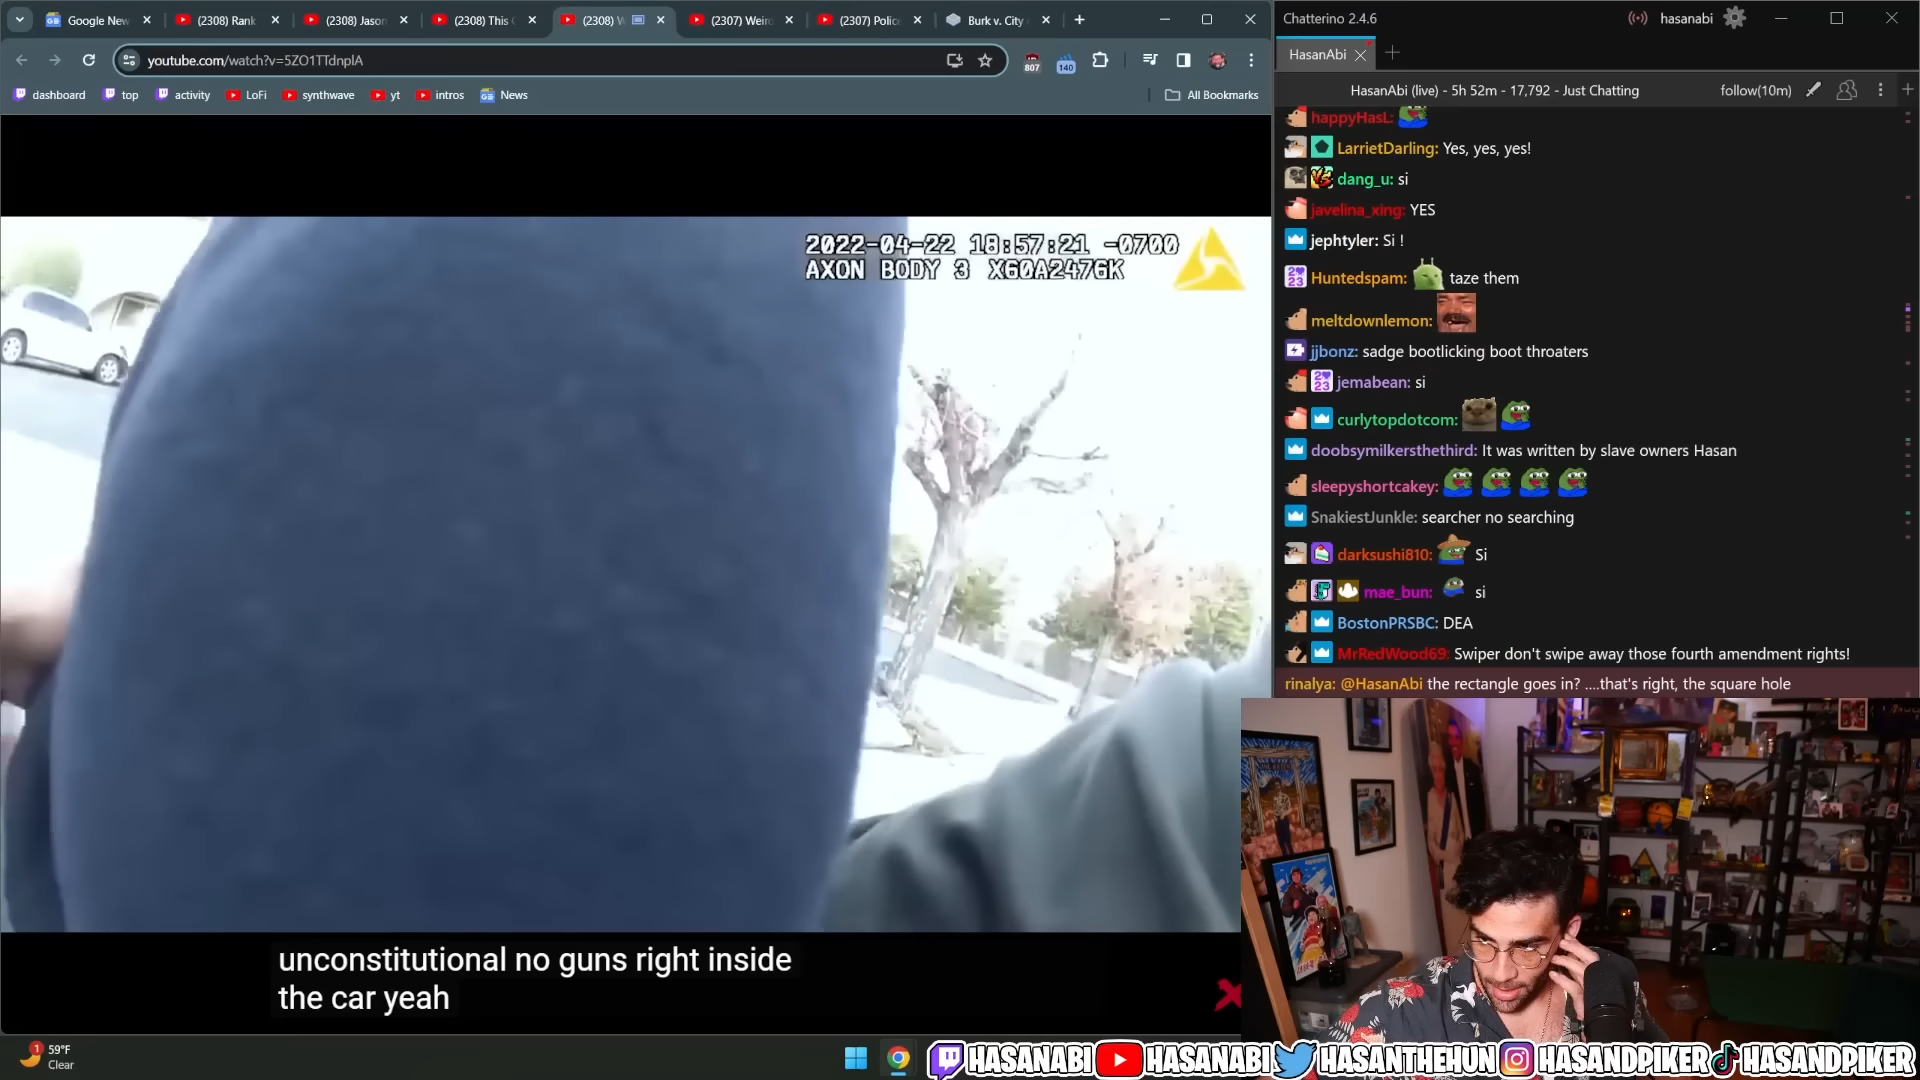 Google New
(2308) Rank
(2308) Jason
(2308) This
(2308) W
(2307) Weird
(2307) Police
Burk v. City
youtube.com/watch?v=5ZO1TTdnplA
807
140
dashboard
top
activity
LoFi
synthwave
yt
intros
News
All Bookmarks
2022-04-22 18:57:21 -0700
AXON BODY 3 X60A2476K
unconstitutional no guns right inside
the car yeah
Chatterino 2.4.6
hasanabi
HasanAbi
HasanAbi (live) - 5h 52m - 17,792 - Just Chatting
follow(10m)
happyHasL:
LarrietDarling: Yes, yes, yes!
dang_u: si
javelina_xing: YES
jephtyler: Si !
Huntedspam: taze them
meltdownlemon:
jjbonz: sadge bootlicking boot throaters
jemabean: si
curlytopdotcom:
doobsymilkersthethird: It was written by slave owners Hasan
sleepyshortcakey:
SnakiestJunkle: searcher no searching
darksushi810: Si
mae_bun: si
BostonPRSBC: DEA
MrRedWood69: Swiper don't swipe away those fourth amendment rights!
rinalya: @HasanAbi the rectangle goes in? ....that's right, the square hole
1
59°F
Clear
HASANABI
HASANABI
HASANTHEHUN
HASANDPIKER
HASANDPIKER